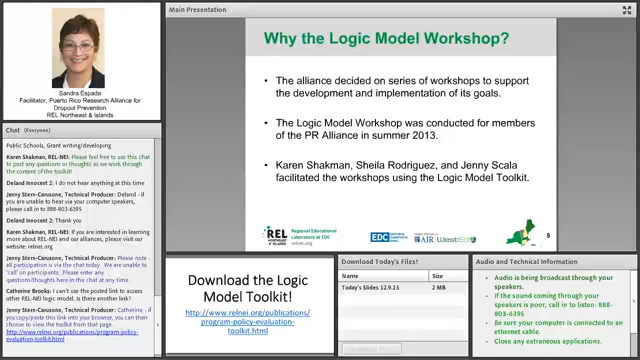 Main Presentation
Why the Logic Model Workshop?
• The alliance decided on series of workshops to support
the development and implementation of its goals.
• The Logic Model Workshop was conducted for members
of the PR Alliance in summer 2013.
• Karen Shakman, Sheila Rodriguez, and Jenny Scala
facilitated the workshops using the Logic Model Toolkit.
REL
NORTHEAST
& ISLANDS
Regional Educational
Laboratory at EDC
relnei.org
EDC
AIR
WestEd
9
Sandra Espada
Facilitator, Puerto Rico Research Alliance for
Dropout Prevention
REL Northeast & Islands
Chat (Everyone)
Public Schools, Grant writing/developing
Karen Shakman, REL-NEI: Please feel free to use this chat
to post any questions or thoughts as we work through
the content of the toolkit!
Deland Innocent 2: I do not hear anything at this time
Jenny Stern-Carusone, Technical Producer: Deland - if
you are unable to hear via your computer speakers,
please call in to 888-803-6395
Deland Innocent 2: Thank you
Karen Shakman, REL-NEI: If you are interested in learning
more about REL-NEI and our alliances, please visit our
website: relnei.org
Jenny Stern-Carusone, Technical Producer: Please note -
all participation is via the chat today. We are unable to
'call' on participants. Please enter any
questions/thoughts here in the chat at any time.
Catherine Brooks: I can't use the posted link to access
other REL-NEI logic model. Is there another link?
Jenny Stern-Carusone, Technical Producer: Catherine - if
you copy/paste this link into your browser, you can then
choose to view the toolkit from that page.
http://www.relnei.org/publications/
program-policy-evaluation-toolkit.html
Download the Logic
Model Toolkit!
http://www.relnei.org/publications/
program-policy-evaluation-
toolkit.html
Download Today's Files!
Name Size
Today's Slides 12.9.15 2 MB
Audio and Technical Information
• Audio is being broadcast through your
speakers.
• If the sound coming through your
speakers is poor, call in to listen: 888-
803-6395
• Be sure your computer is connected to
an ethernet cable.
• Close any extraneous applications.